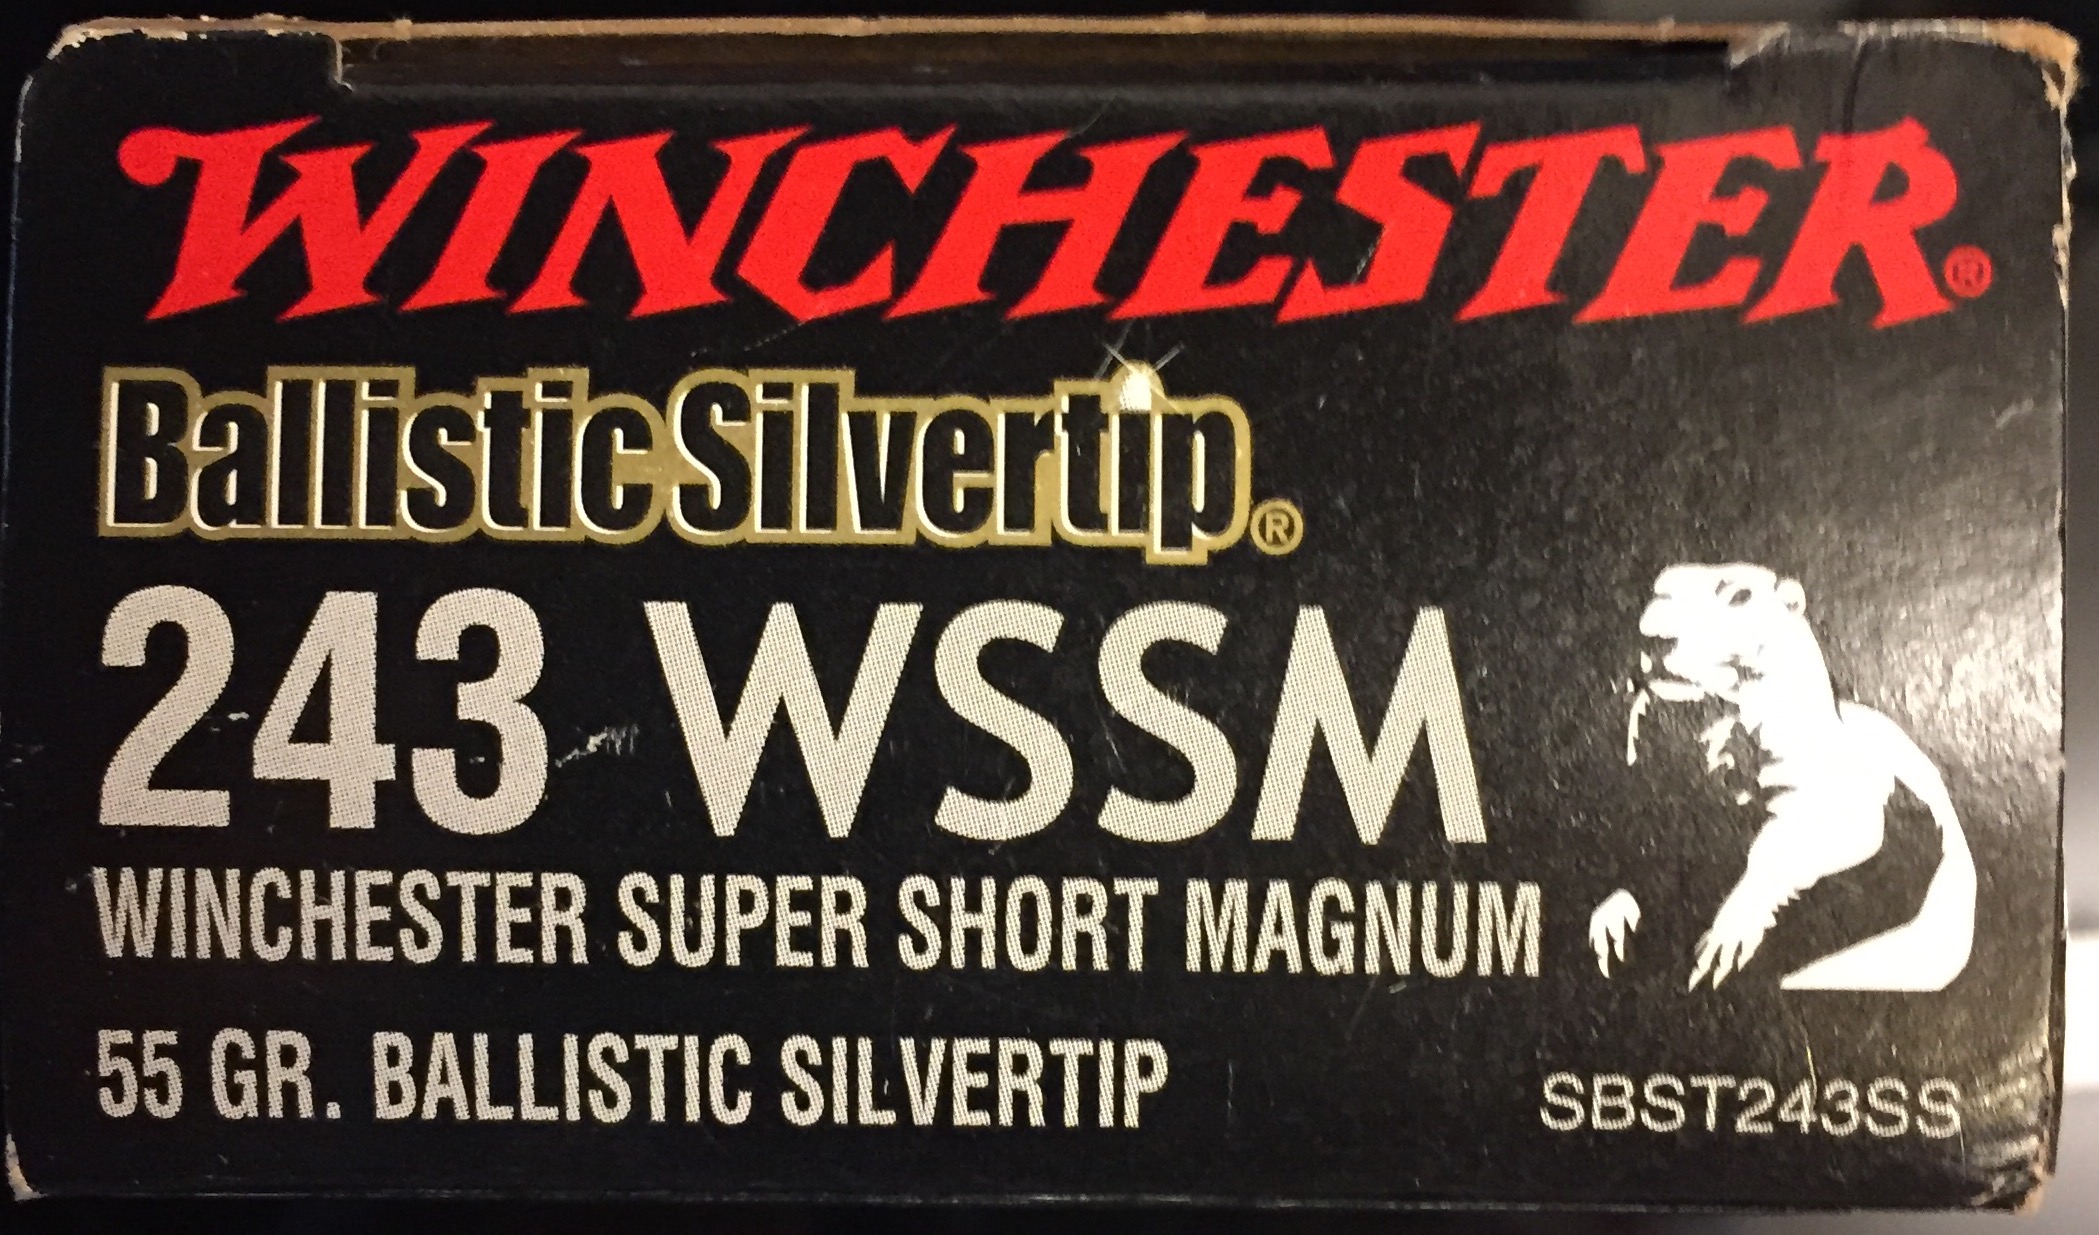 WINCHESTER®
Ballistic Silvertip®
243 WSSM
WINCHESTER SUPER SHORT MAGNUM
55 GR. BALLISTIC SILVERTIP
SBST243SS